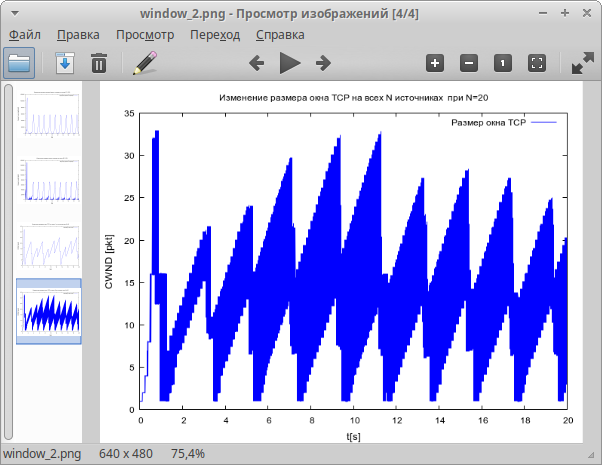 window_2.png - Просмотр изображений [4/4]
Файл Правка Просмотр Переход Справка
1
Изменение размера окна TCP на всех N источниках при N=20
Размер окна TCP
35
30
25
20
15
10
5
0
CWND [pkt]
0 2 4 6 8 10 12 14 16 18 20
t[s]
window_2.png 640 x 480 75,4%